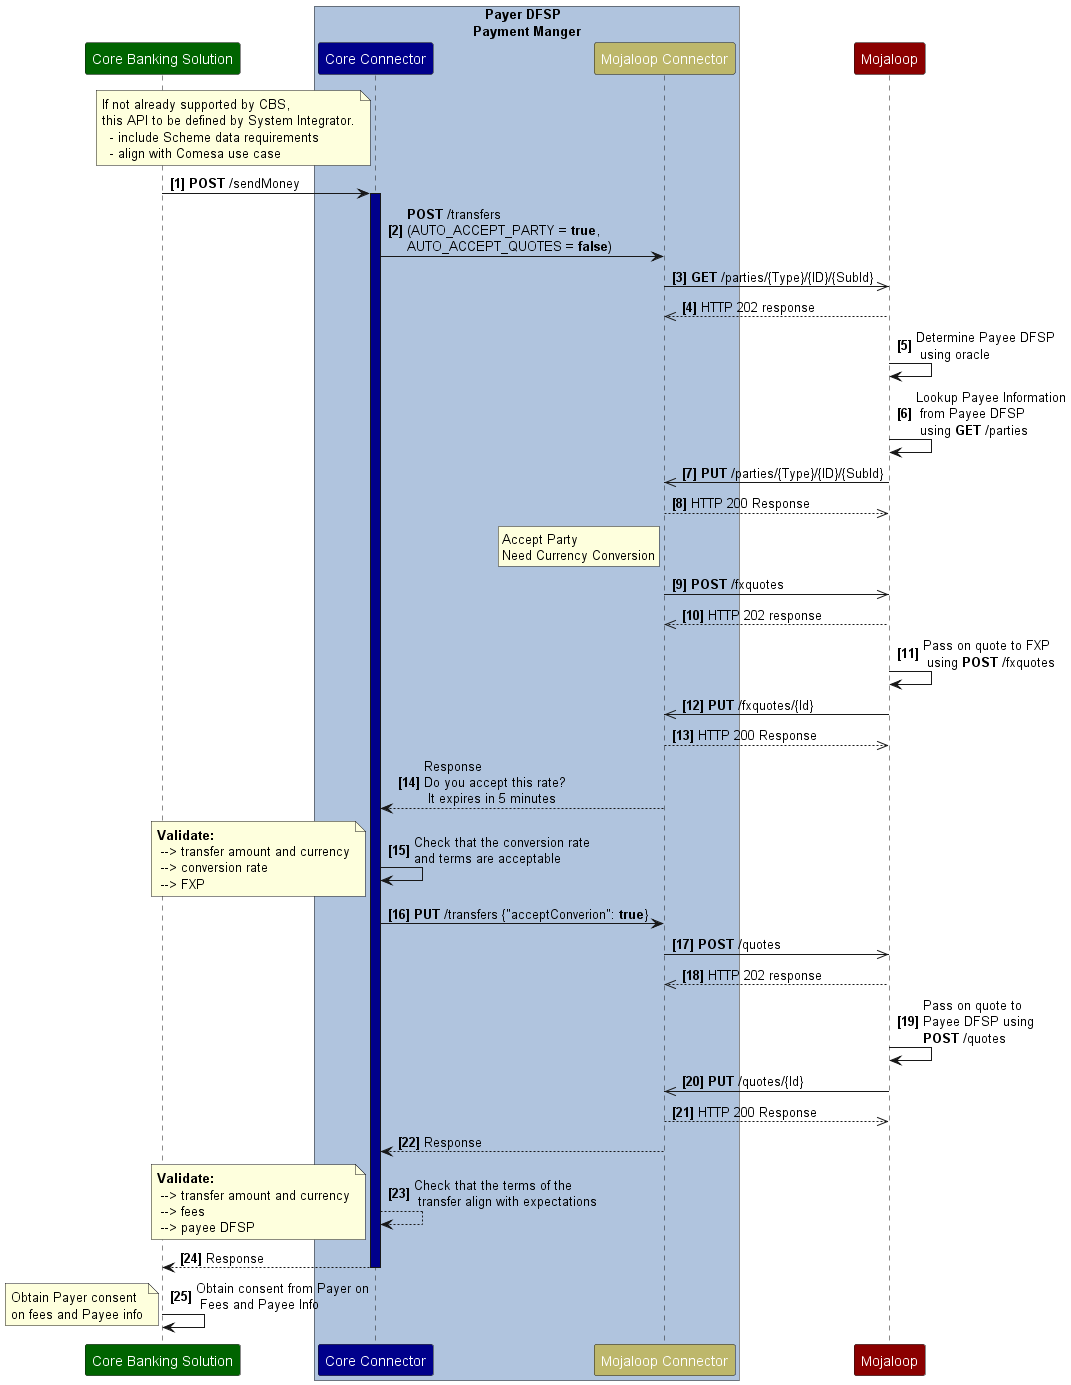 Payer DFSP
Payment Manger
Core Banking Solution
Core Connector
Mojaloop Connector
Mojaloop
If not already supported by CBS,
this API to be defined by System Integrator.
- include Scheme data requirements
- align with Comesa use case
[1] POST /sendMoney
POST /transfers
[2] (AUTO_ACCEPT_PARTY = true,
AUTO_ACCEPT_QUOTES = false)
[3] GET /parties/{Type}/{ID}/{SubId}
[4] HTTP 202 response
[5] Determine Payee DFSP
using oracle
Lookup Payee Information
[6] from Payee DFSP
using GET /parties
[7] PUT /parties/{Type}/{ID}/{SubId}
[8] HTTP 200 Response
Accept Party
Need Currency Conversion
[9] POST /fxquotes
[10] HTTP 202 response
[11] Pass on quote to FXP
using POST /fxquotes
[12] PUT /fxquotes/{Id}
[13] HTTP 200 Response
Response
[14] Do you accept this rate?
It expires in 5 minutes
Validate:
--> transfer amount and currency
--> conversion rate
--> FXP
[15] Check that the conversion rate
and terms are acceptable
[16] PUT /transfers {"acceptConverion": true}
[17] POST /quotes
[18] HTTP 202 response
Pass on quote to
[19] Payee DFSP using
POST /quotes
[20] PUT /quotes/{Id}
[21] HTTP 200 Response
[22] Response
Validate:
--> transfer amount and currency
--> fees
--> payee DFSP
[23] Check that the terms of the
transfer align with expectations
[24] Response
Obtain Payer consent
on fees and Payee info
[25] Obtain consent from Payer on
Fees and Payee Info
Core Banking Solution
Core Connector
Mojaloop Connector
Mojaloop